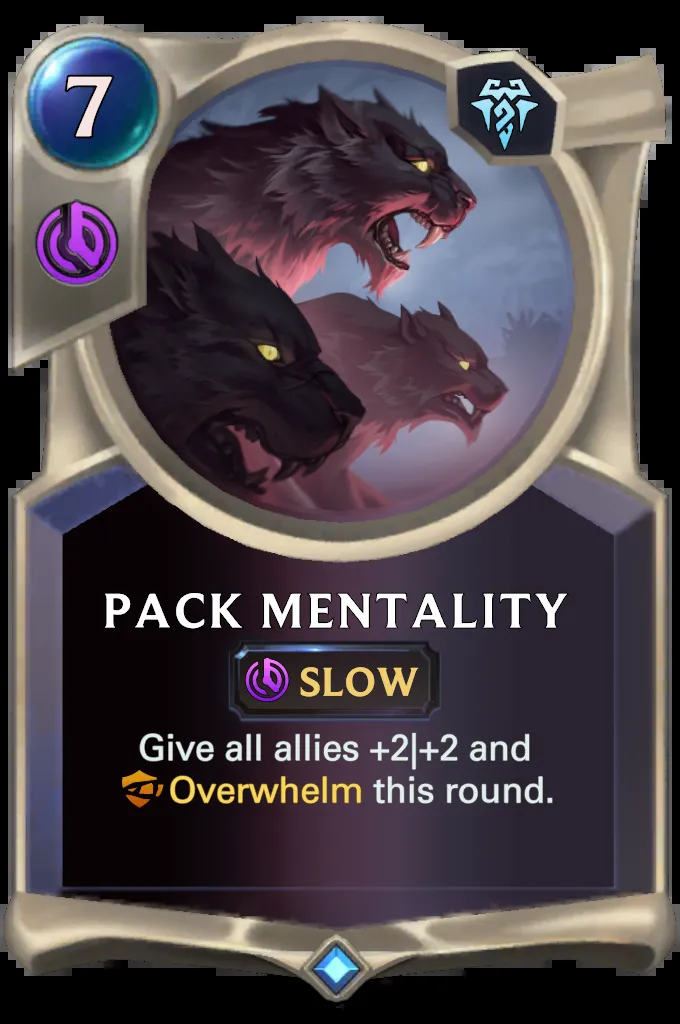 7
PACK MENTALITY
SLOW
Give all allies +2|+2 and
Overwhelm this round.